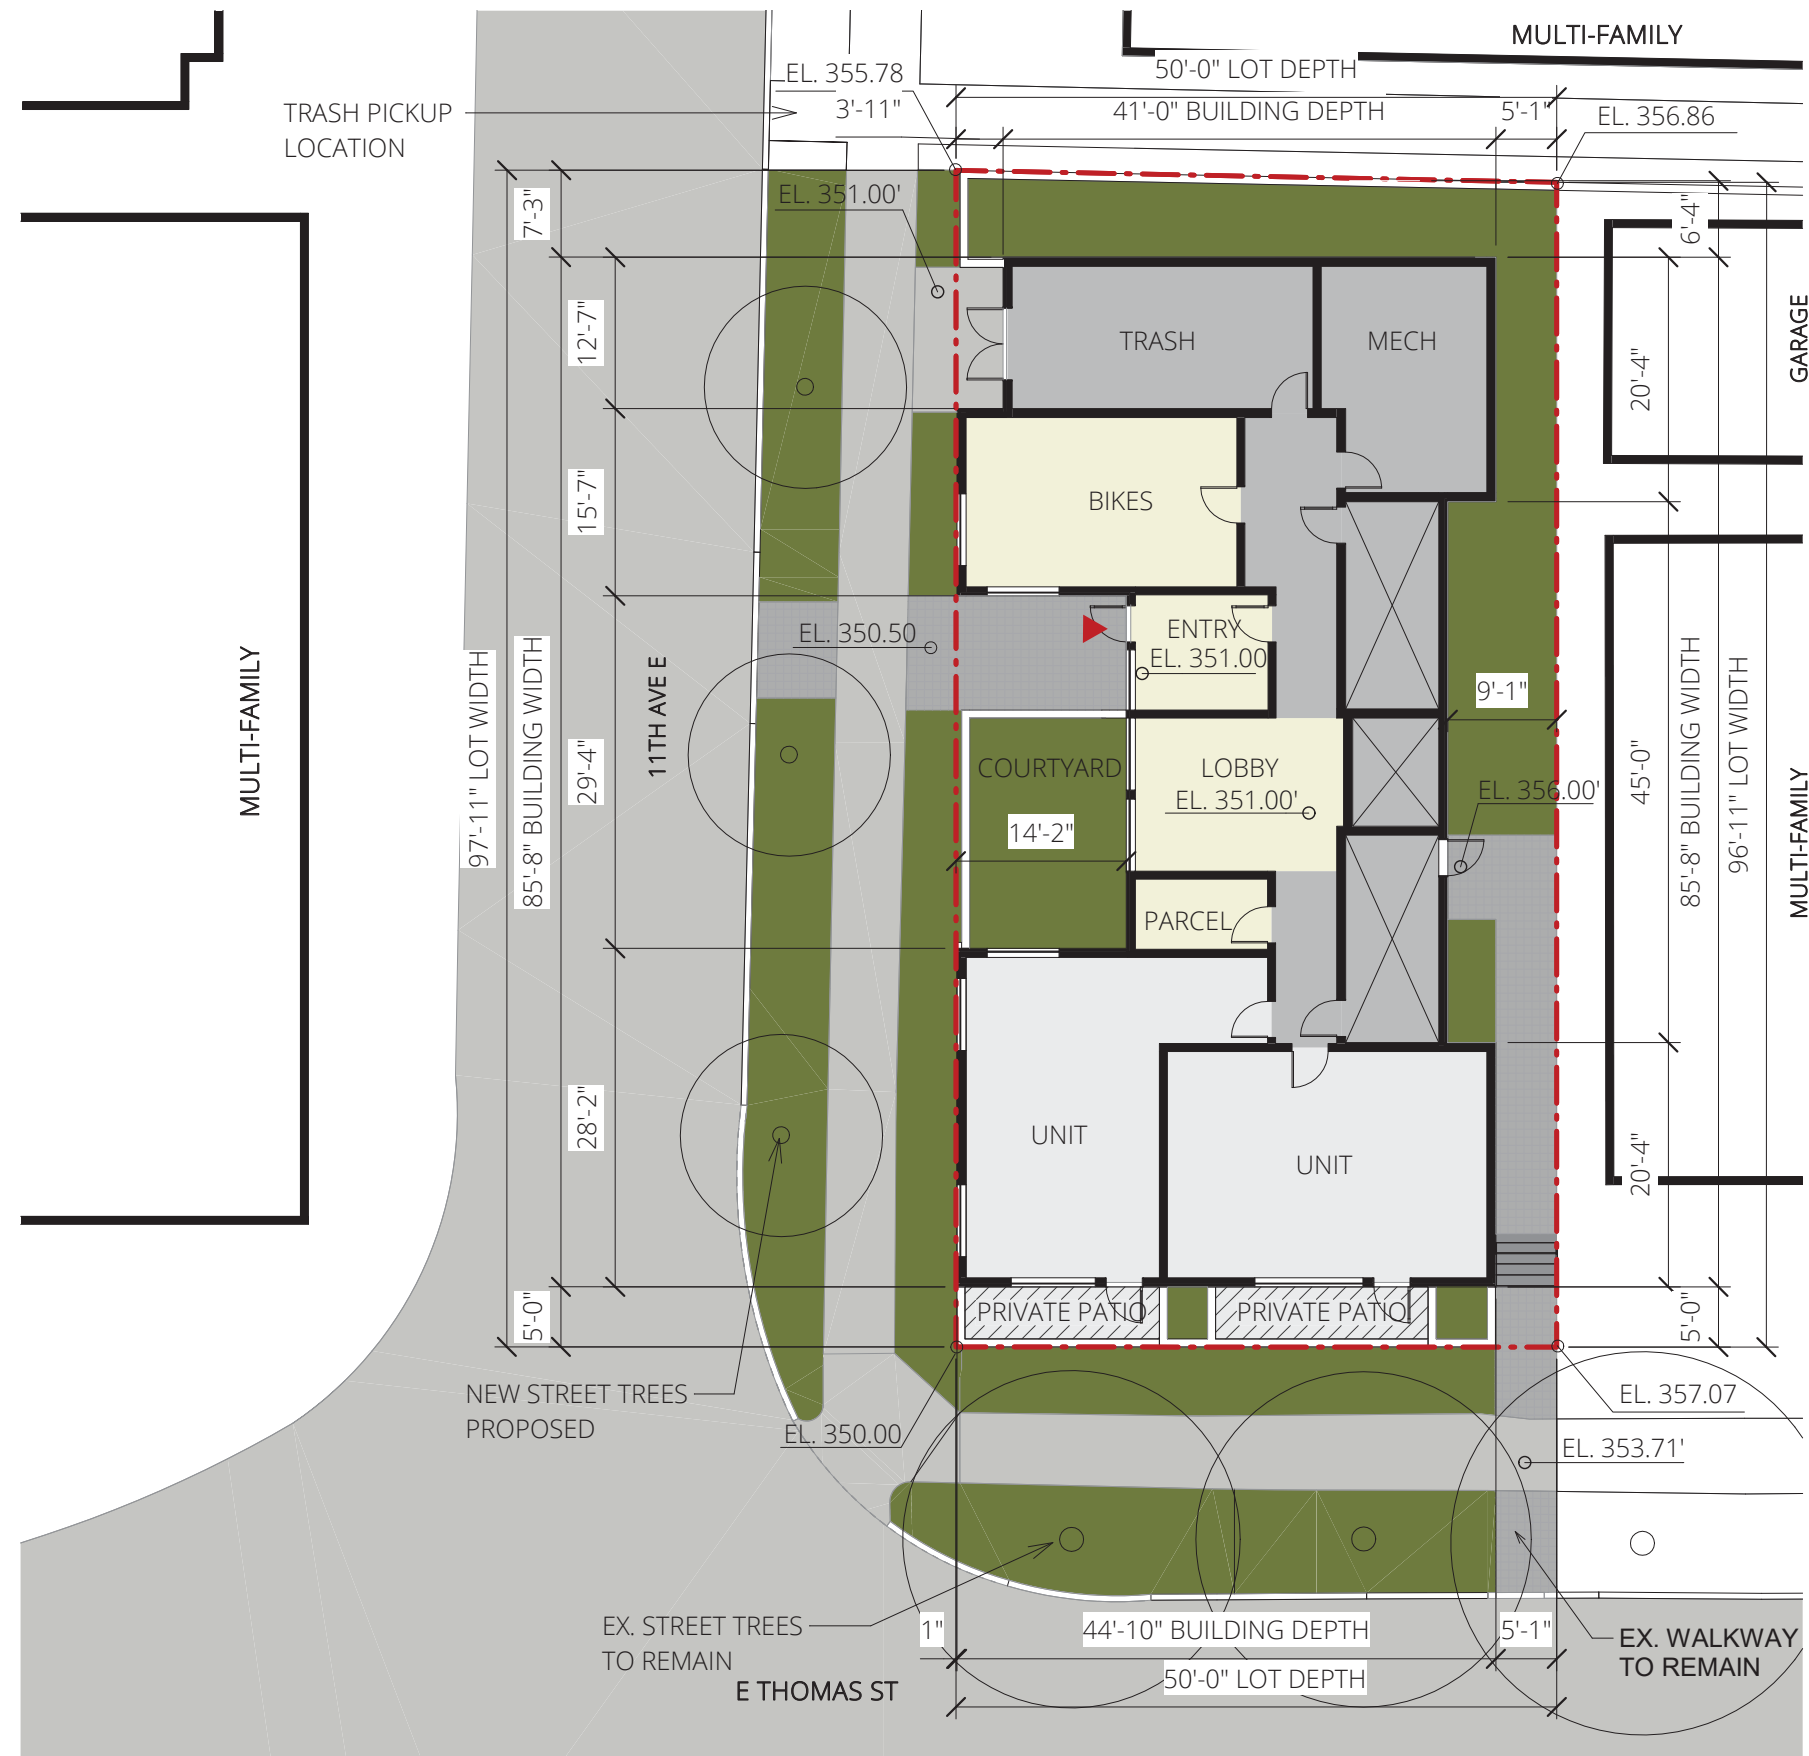 MULTI-FAMILY
50'-0" LOT DEPTH
EL. 355.78
3'-11"
41'-0" BUILDING DEPTH
5'-1"
EL. 356.86
TRASH PICKUP
LOCATION
EL. 351.00'
7'-3"
6'-4"
12'-7"
TRASH
MECH
20'-4"
GARAGE
15'-7"
BIKES
EL. 350.50
ENTRY
EL. 351.00
MULTI-FAMILY
97'-11" LOT WIDTH
85'-8" BUILDING WIDTH
29'-4"
11TH AVE E
9'-1"
COURTYARD
LOBBY
EL. 351.00'
EL. 356.00'
14'-2"
45'-0"
85'-8" BUILDING WIDTH
96'-11" LOT WIDTH
MULTI-FAMILY
PARCEL
28'-2"
UNIT
UNIT
20'-4"
5'-0"
PRIVATE PATIO
PRIVATE PATIO
5'-0"
NEW STREET TREES
PROPOSED
EL. 350.00
EL. 357.07
EL. 353.71'
EX. STREET TREES
TO REMAIN
1"
44'-10" BUILDING DEPTH
5'-1"
EX. WALKWAY
TO REMAIN
50'-0" LOT DEPTH
E THOMAS ST